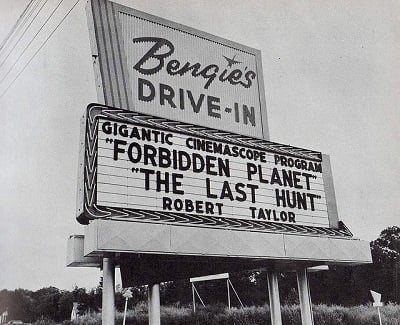 Bengie's
DRIVE-IN
GIGANTIC CINEMASCOPE PROGRAM
"FORBIDDEN PLANET"
"THE LAST HUNT"
ROBERT TAYLOR